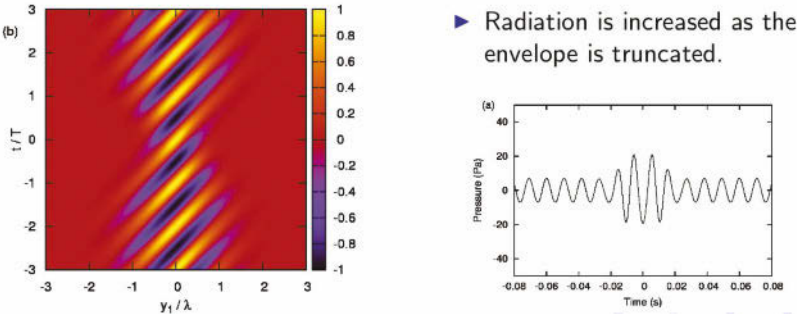 (b)
3
2
1
0
-1
-2
-3
t / T
-3 -2 -1 0 1 2 3
y1 / λ
1
0.8
0.6
0.4
0.2
0
-0.2
-0.4
-0.6
-0.8
-1
► Radiation is increased as the
envelope is truncated.
(a)
40
20
0
-20
-40
Pressure (Pa)
-0.08 -0.06 -0.04 -0.02 0 0.02 0.04 0.06 0.08
Time (s)